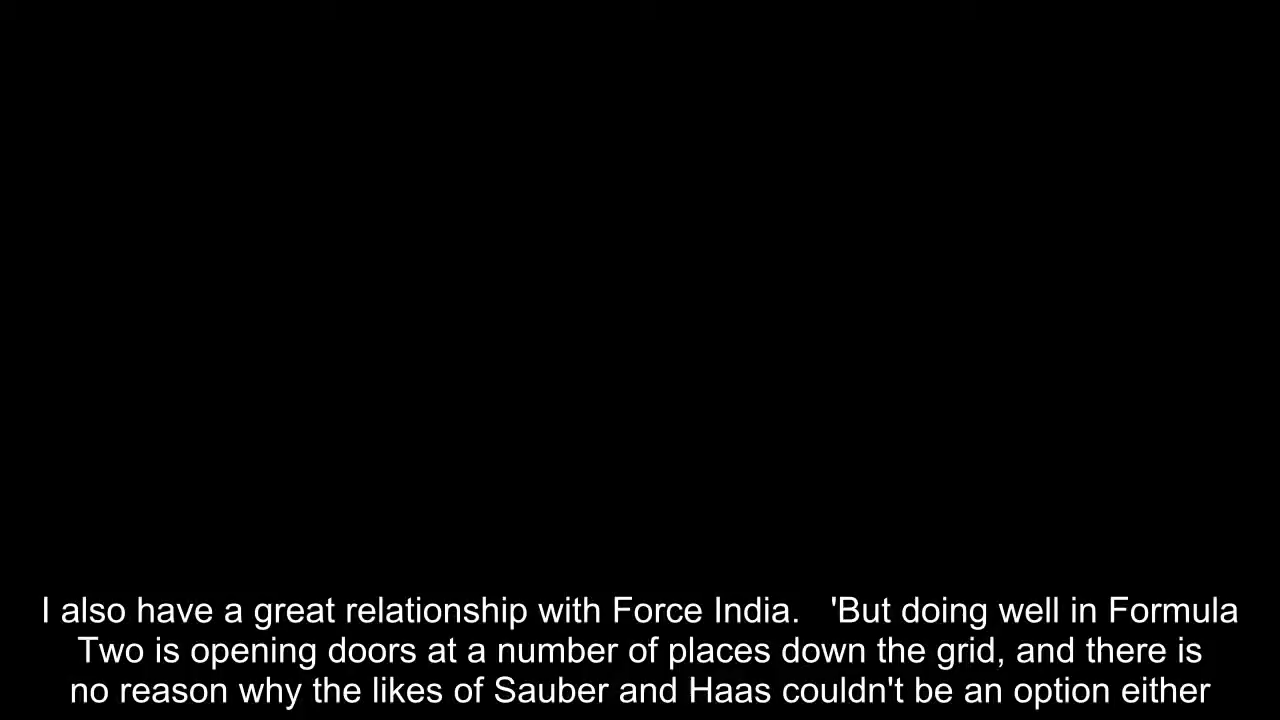 I also have a great relationship with Force India.   'But doing well in Formula
Two is opening doors at a number of places down the grid, and there is
no reason why the likes of Sauber and Haas couldn't be an option either